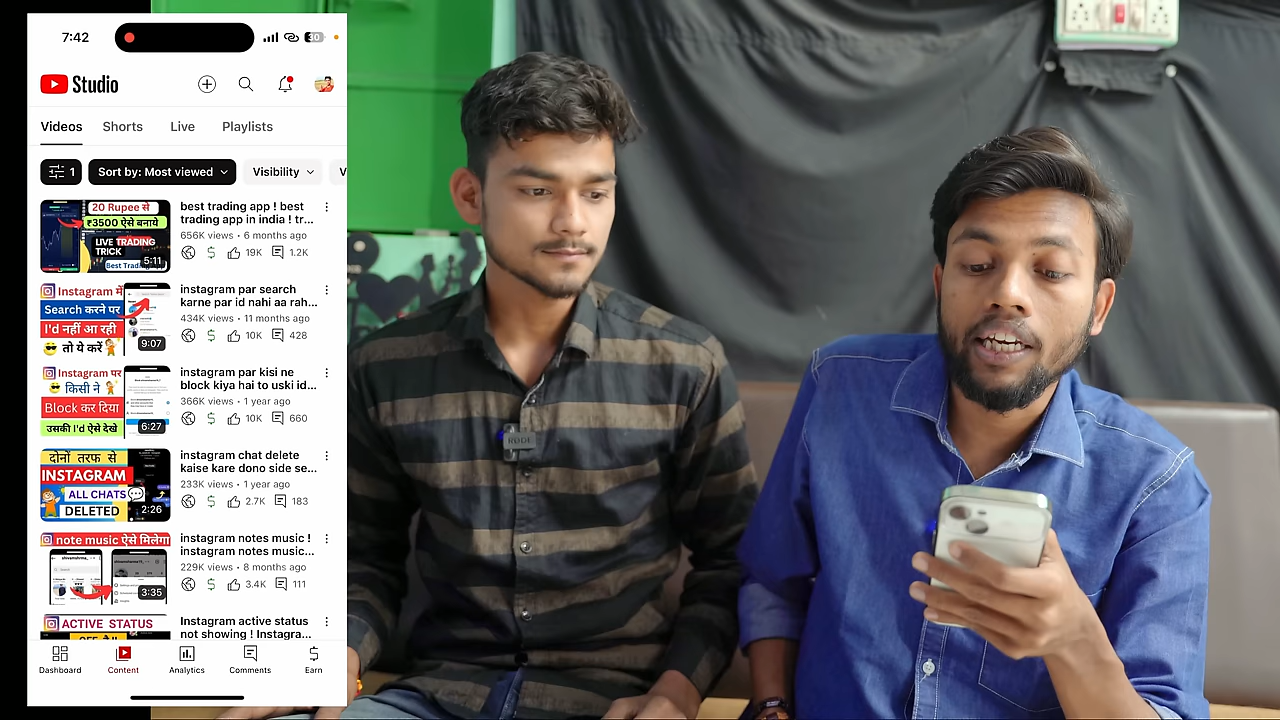 7:42
30
Studio
Videos Shorts Live Playlists
1
Sort by: Most viewed
Visibility
V
20 Rupee से
₹3500 ऐसे बनाये
LIVE TRADING
TRICK
5:11
best trading app ! best
trading app in india ! tr...
656K views • 6 months ago
$ 19K 1.2K
Instagram में
Search करने पर
I'd नहीं आ रही
तो ये करें
9:07
instagram par search
karne par id nahi aa rah...
434K views • 11 months ago
$ 10K 428
Instagram पर
किसी ने
Block कर दिया
उसकी I'd ऐसे देखे
6:27
instagram par kisi ne
block kiya hai to uski id...
366K views • 1 year ago
$ 10K 660
दोनों तरफ से
INSTAGRAM
ALL CHATS
DELETED
2:26
instagram chat delete
kaise kare dono side se...
233K views • 1 year ago
$ 2.7K 183
note music ऐसे मिलेगा
3:35
instagram notes music !
instagram notes music...
229K views • 8 months ago
$ 3.4K 111
ACTIVE STATUS
Instagram active status
not showing ! Instagra...
Dashboard Content Analytics Comments Earn
RODE